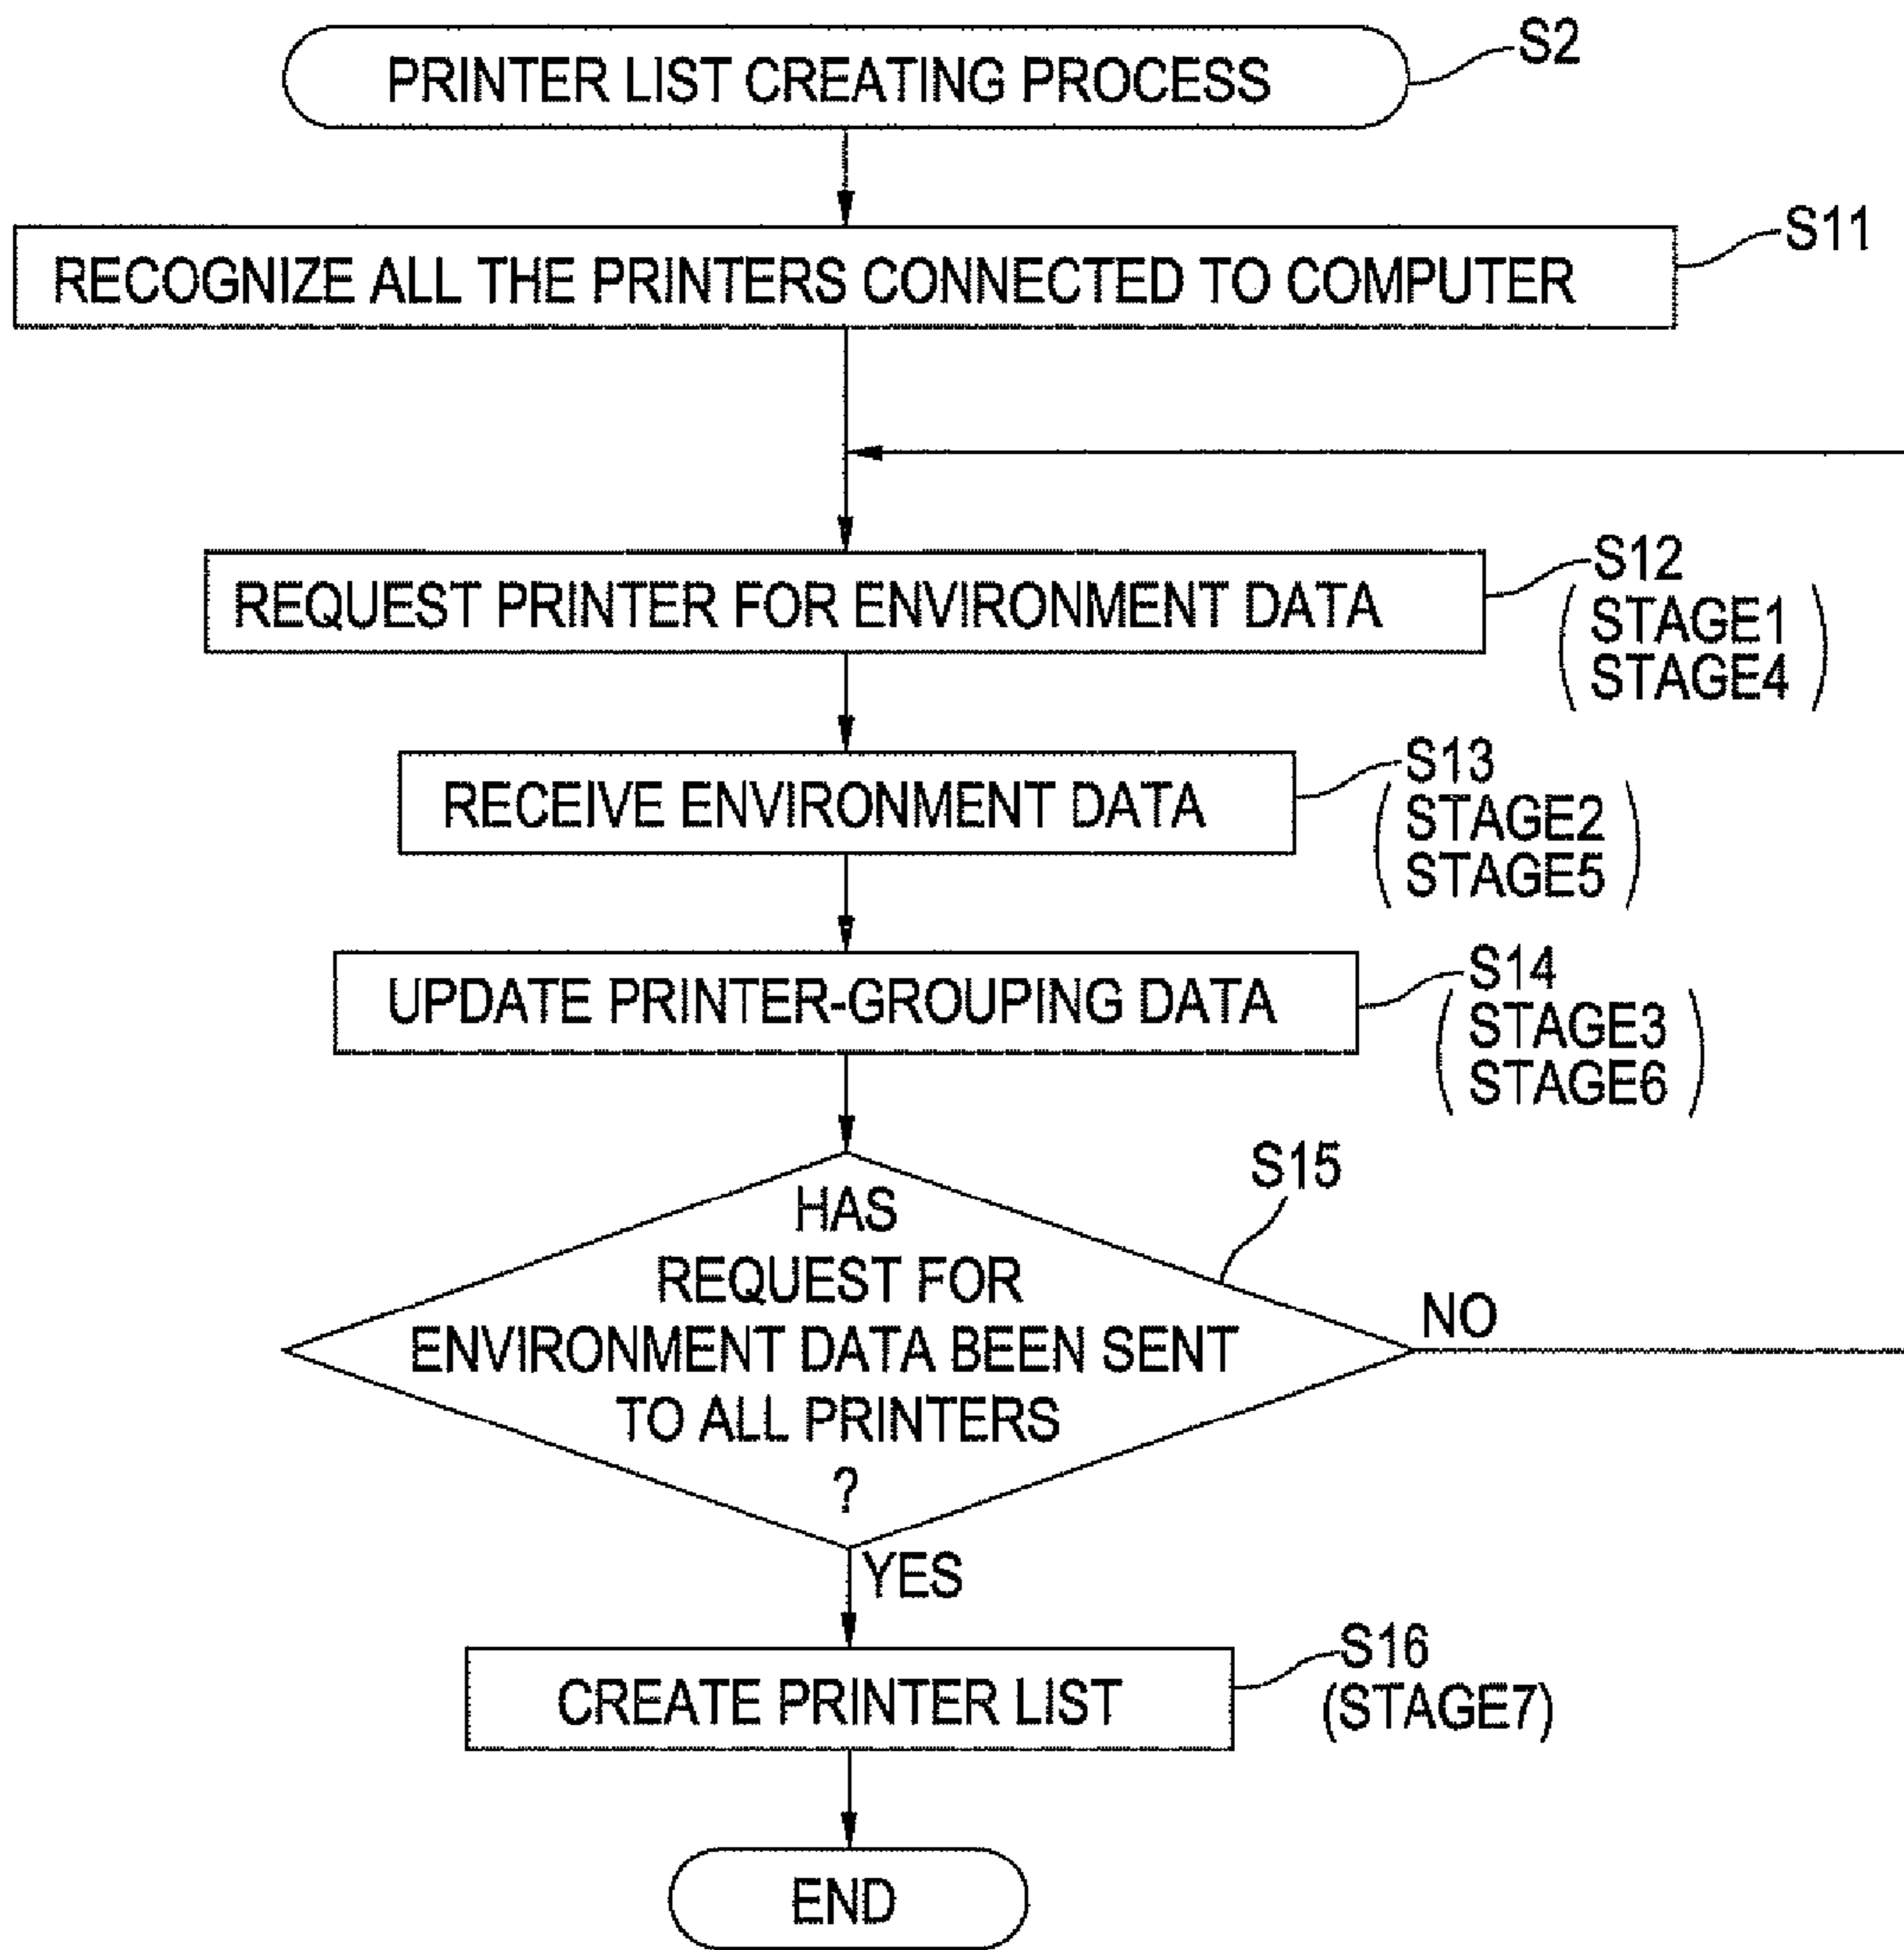 PRINTER LIST CREATING PROCESS
S2
RECOGNIZE ALL THE PRINTERS CONNECTED TO COMPUTER
S11
REQUEST PRINTER FOR ENVIRONMENT DATA
S12
(STAGE1
STAGE4)
RECEIVE ENVIRONMENT DATA
S13
(STAGE2
STAGE5)
UPDATE PRINTER-GROUPING DATA
S14
(STAGE3
STAGE6)
S15
HAS
REQUEST FOR
ENVIRONMENT DATA BEEN SENT
TO ALL PRINTERS
?
NO
YES
CREATE PRINTER LIST
S16
(STAGE7)
END